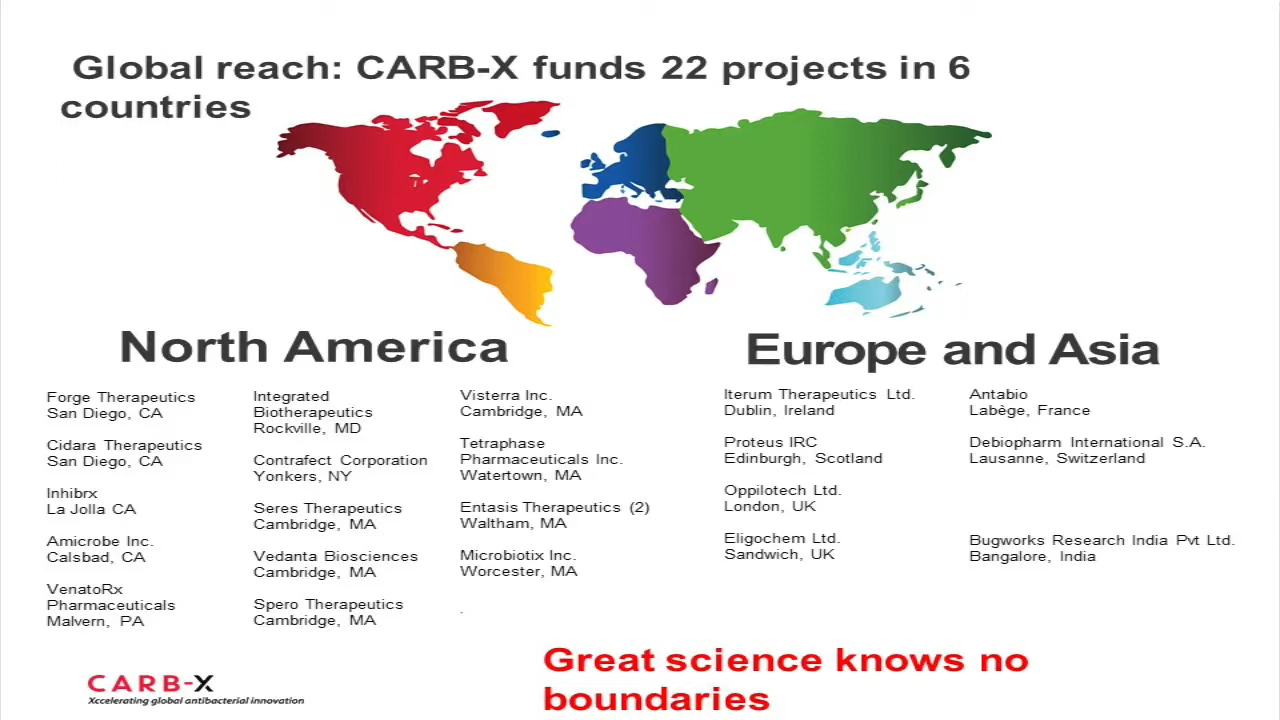 Global reach: CARB-X funds 22 projects in 6
countries
North America
Forge Therapeutics
San Diego, CA
Cidara Therapeutics
San Diego, CA
Inhibrx
La Jolla CA
Amicrobe Inc.
Calsbad, CA
VenatoRx
Pharmaceuticals
Malvern, PA
Integrated
Biotherapeutics
Rockville, MD
Contrafect Corporation
Yonkers, NY
Seres Therapeutics
Cambridge, MA
Vedanta Biosciences
Cambridge, MA
Spero Therapeutics
Cambridge, MA
Visterra Inc.
Cambridge, MA
Tetraphase
Pharmaceuticals Inc.
Watertown, MA
Entasis Therapeutics (2)
Waltham, MA
Microbiotix Inc.
Worcester, MA
.
Europe and Asia
Iterum Therapeutics Ltd.
Dublin, Ireland
Proteus IRC
Edinburgh, Scotland
Oppilotech Ltd.
London, UK
Eligochem Ltd.
Sandwich, UK
Antabio
Labège, France
Debiopharm International S.A.
Lausanne, Switzerland
Bugworks Research India Pvt Ltd.
Bangalore, India
Great science knows no
boundaries
CARB-X
Xccelerating global antibacterial innovation